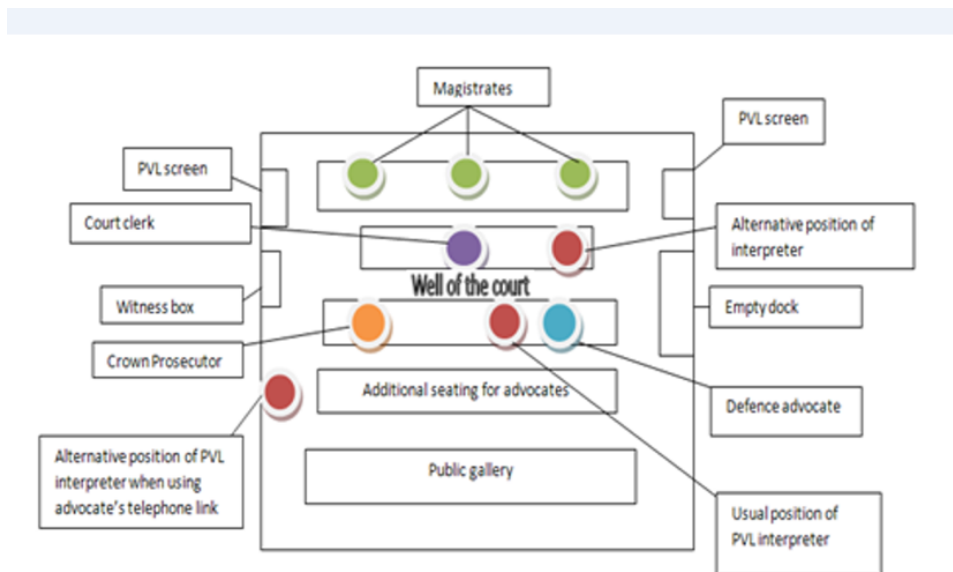 Magistrates
PVL screen
PVL screen
Court clerk
Alternative position of
interpreter
Well of the court
Witness box
Empty dock
Crown Prosecutor
Additional seating for advocates
Defence advocate
Alternative position of PVL
interpreter when using
advocate's telephone link
Public gallery
Usual position of
PVL interpreter